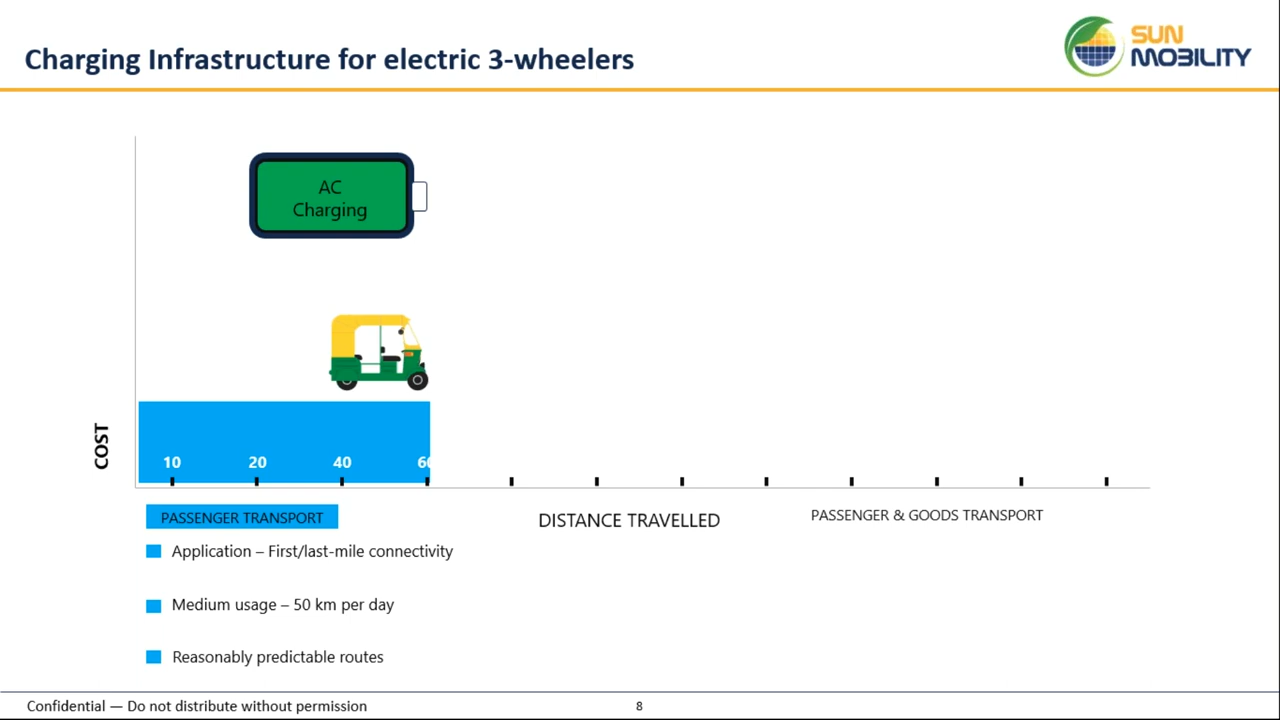 Charging Infrastructure for electric 3-wheelers
SUN
MOBILITY
AC
Charging
COST
10 20 40 60
PASSENGER TRANSPORT
DISTANCE TRAVELLED
PASSENGER & GOODS TRANSPORT
Application – First/last-mile connectivity
Medium usage – 50 km per day
Reasonably predictable routes
Confidential — Do not distribute without permission
8